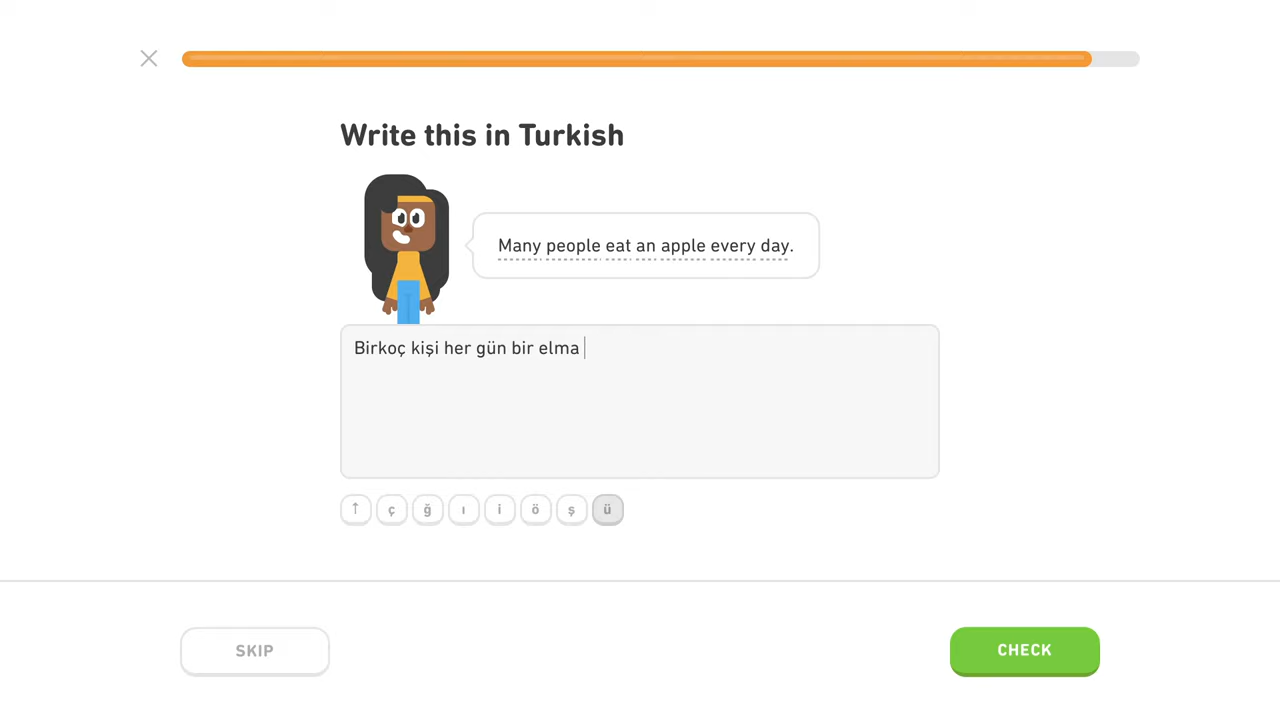 Write this in Turkish
Many people eat an apple every day.
Birkoç kişi her gün bir elma
↑ ç ğ ı i ö ş ü
SKIP
CHECK